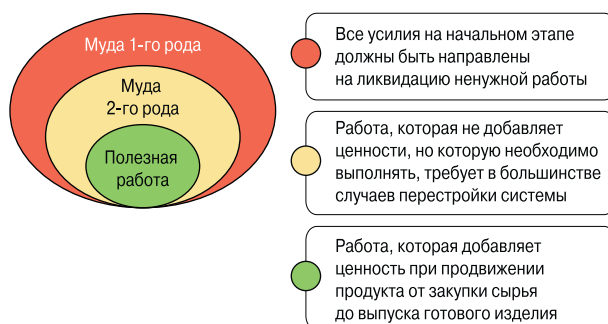 Муда 1-го рода
Муда
2-го рода
Полезная
работа
Все усилия на начальном этапе
должны быть направлены
на ликвидацию ненужной работы
Работа, которая не добавляет
ценности, но которую необходимо
выполнять, требует в большинстве
случаев перестройки системы
Работа, которая добавляет
ценность при продвижении
продукта от закупки сырья
до выпуска готового изделия